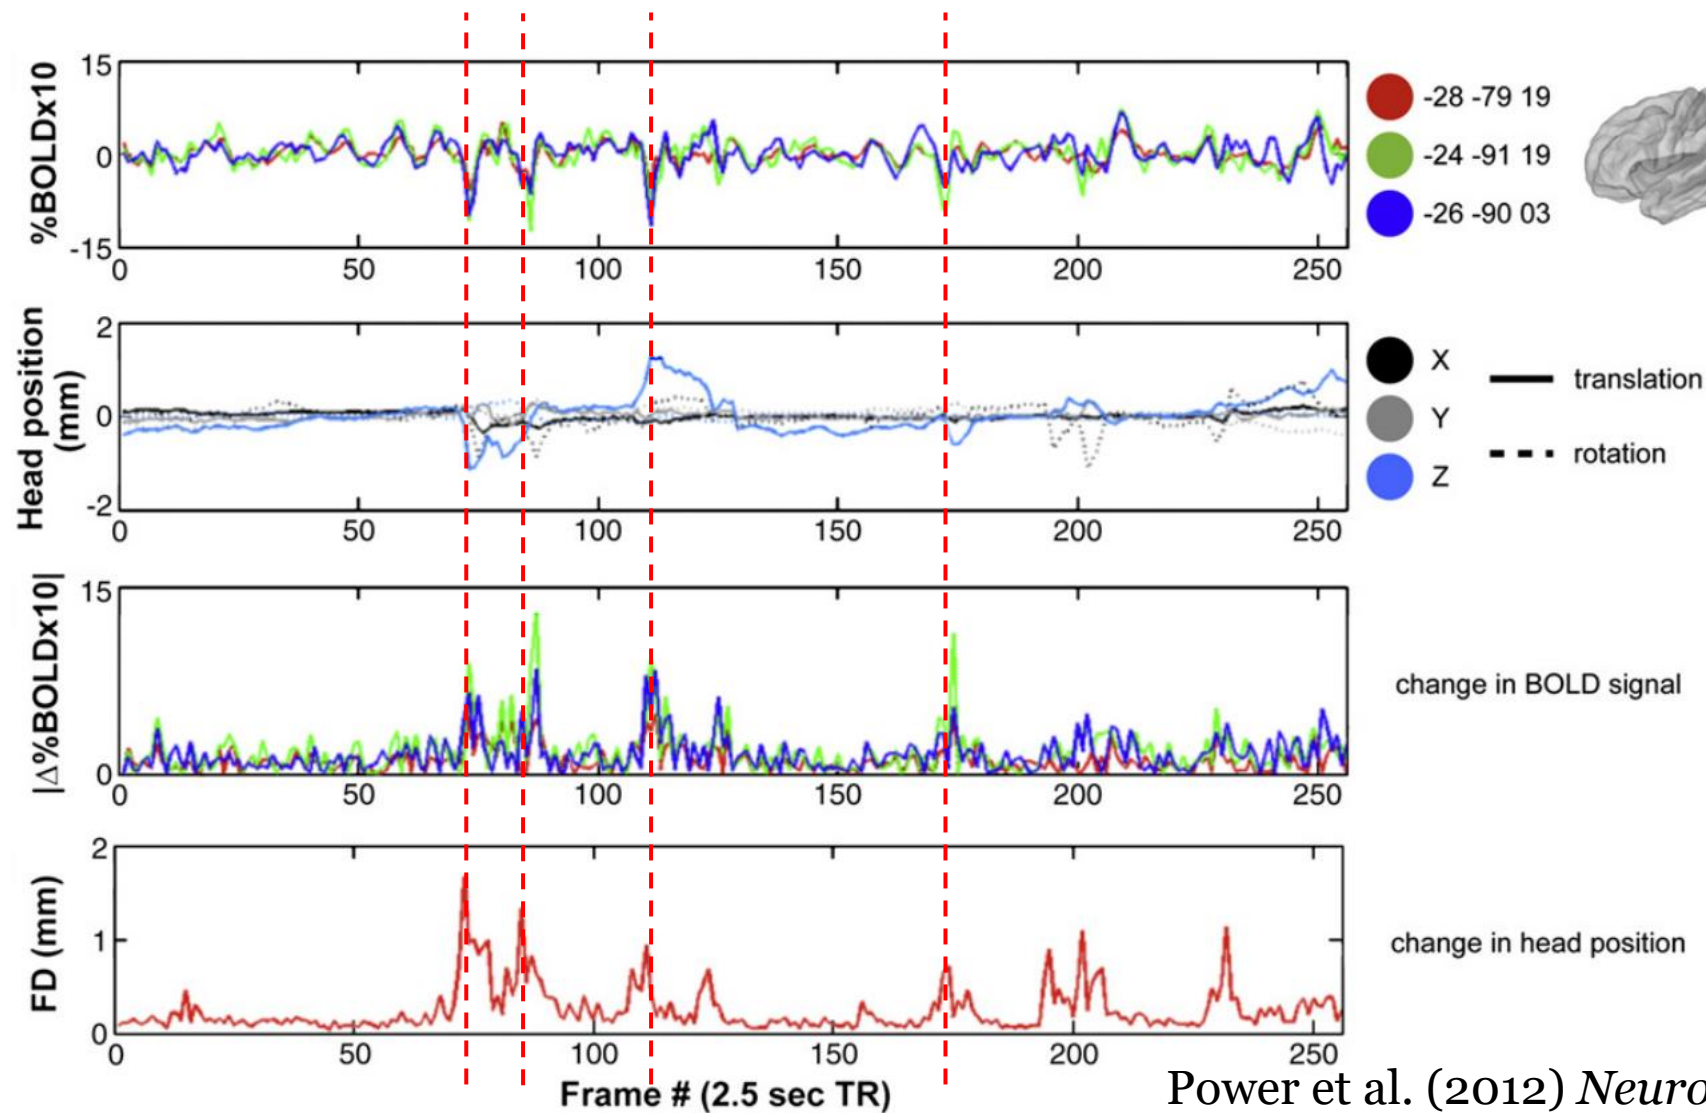 %BOLDx10
15
0
-15
0 50 100 150 200 250
-28 -79 19
-24 -91 19
-26 -90 03
Head position
(mm)
2
0
-2
0 50 100 150 200 250
X
Y
Z
translation
rotation
|Δ%BOLDx10|
15
0
0 50 100 150 200 250
change in BOLD signal
FD (mm)
2
1
0
0 50 100 150 200 250
change in head position
Frame # (2.5 sec TR)
Power et al. (2012) Neuro